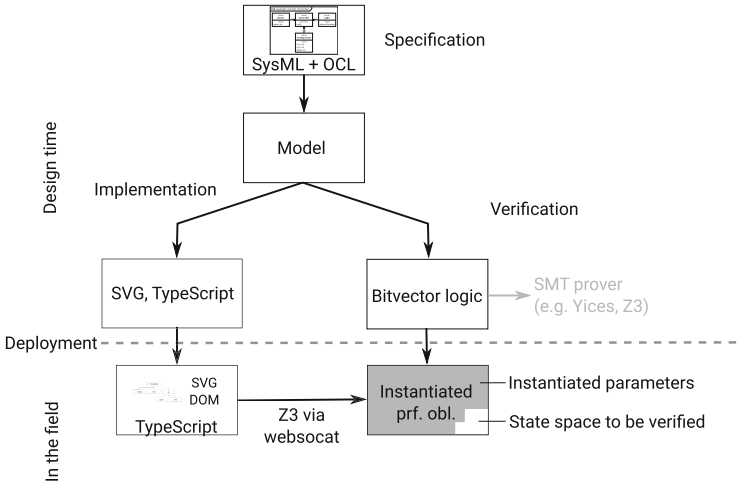 Specification
SysML + OCL
Design time
Model
Implementation
Verification
SVG, TypeScript
Bitvector logic
SMT prover
(e.g. Yices, Z3)
Deployment
In the field
SVG
DOM
TypeScript
Z3 via
websocat
Instantiated
prf. obl.
Instantiated parameters
State space to be verified